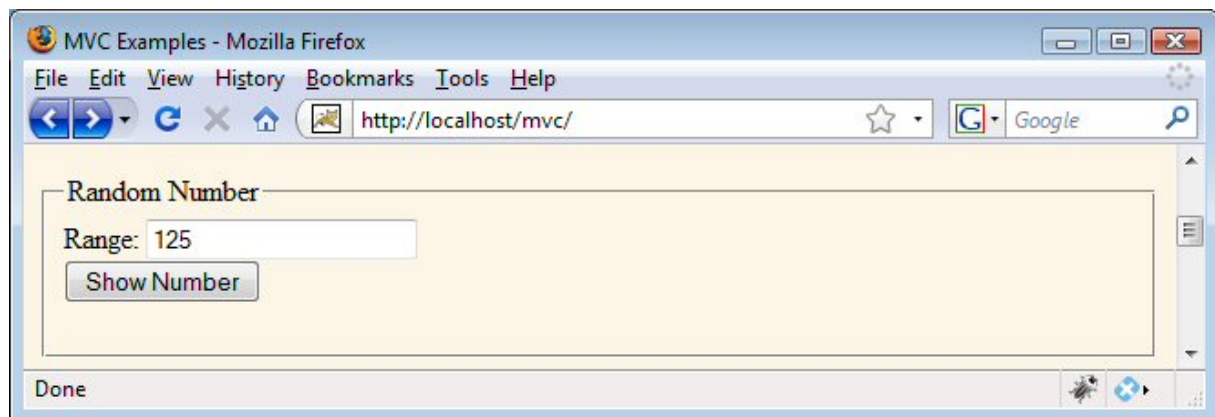 MVC Examples - Mozilla Firefox
File Edit View History Bookmarks Tools Help
http://localhost/mvc/ G Google
Random Number
Range: 125
Show Number
Done